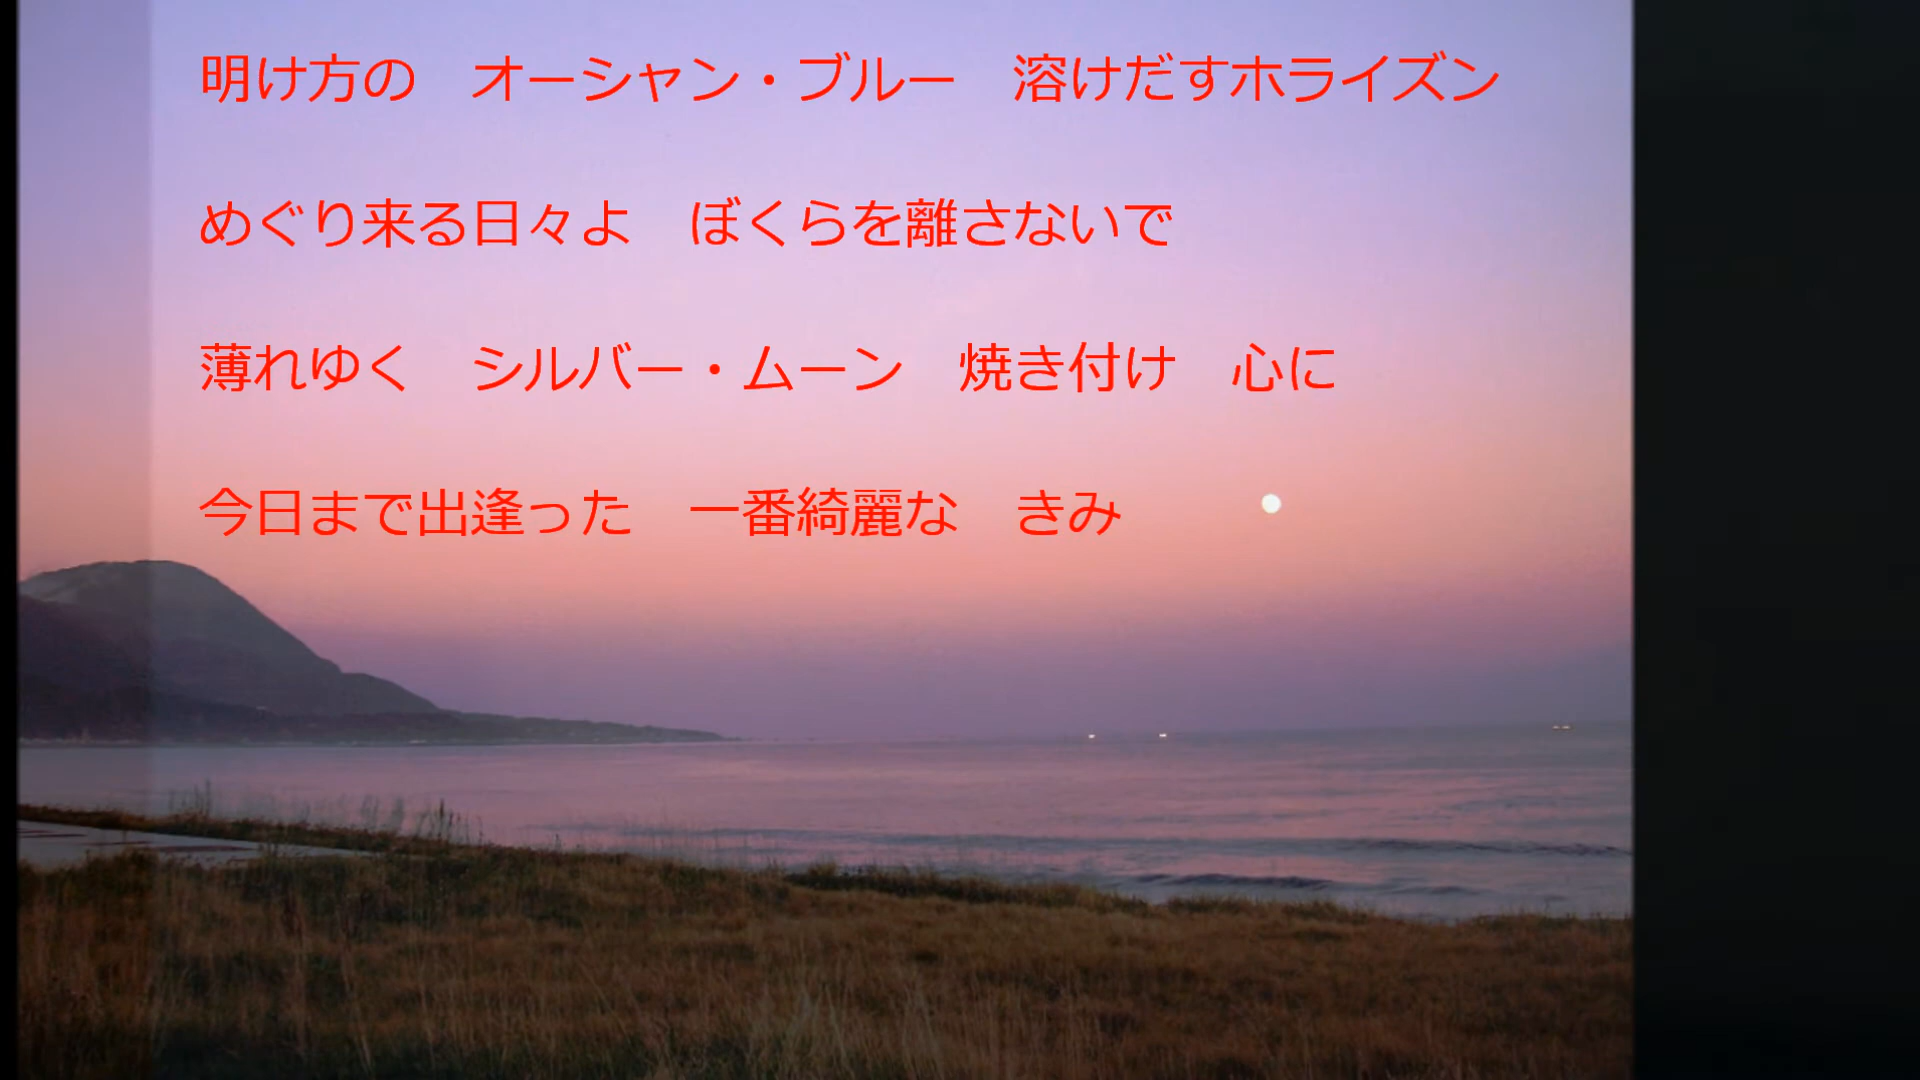 明け方の　オーシャン・ブルー　溶けだすホライズン
めぐり来る日々よ　ぼくらを離さないで
薄れゆく　シルバー・ムーン　焼き付け　心に
今日まで出逢った　一番綺麗な　きみ